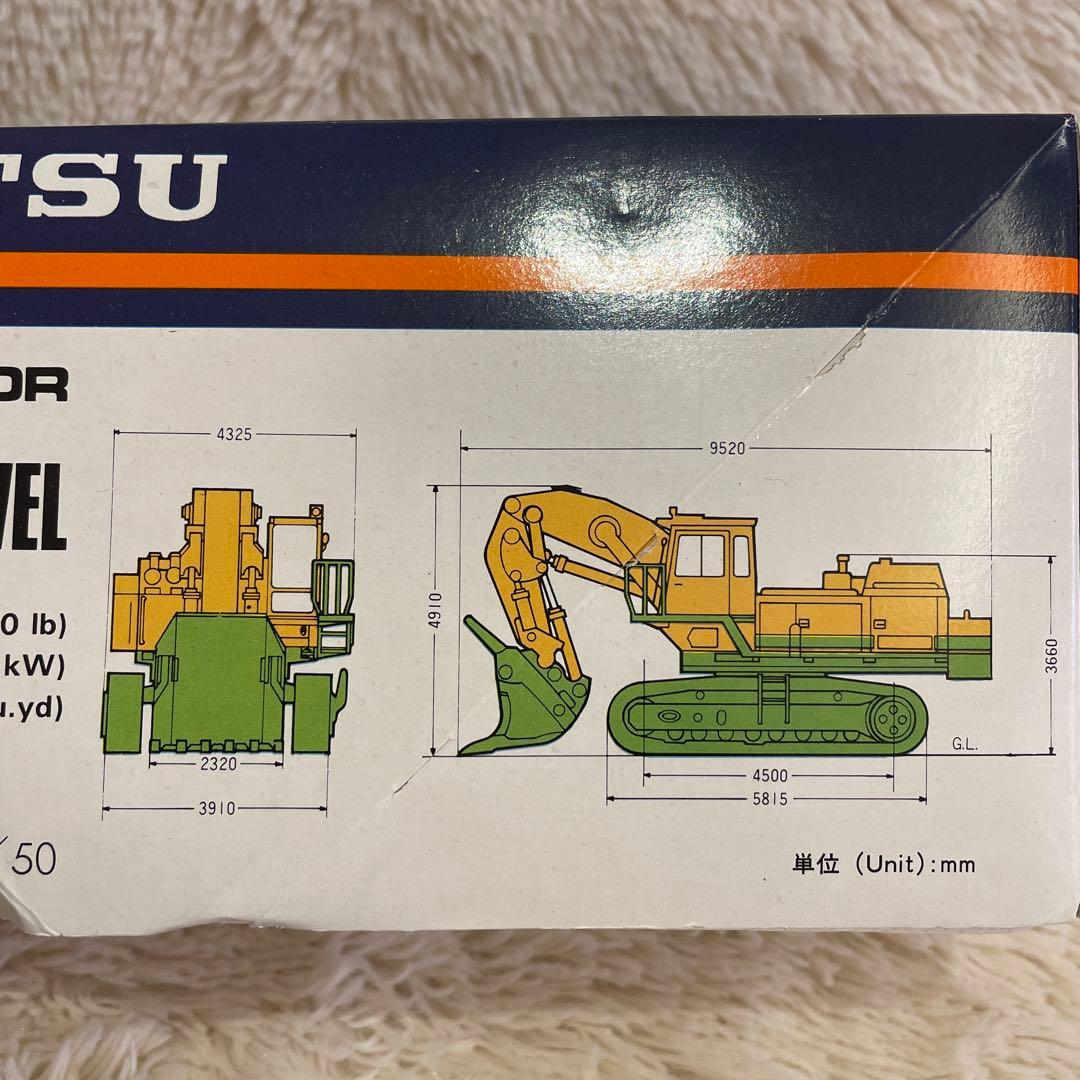 TSU
OR
VEL
0 lb)
kW)
u.yd)
/50
4325
2320
3910
9520
4910
3660
G.L.
4500
5815
単位 (Unit):mm